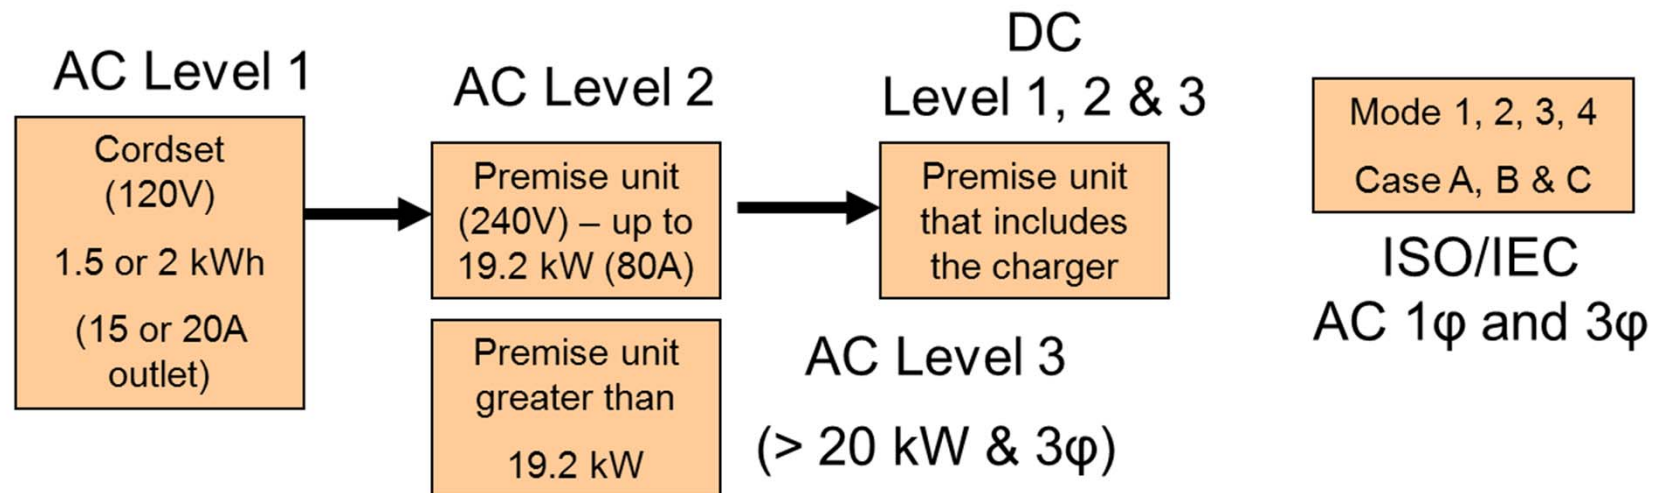 AC Level 1
Cordset
(120V)
1.5 or 2 kWh
(15 or 20A
outlet)
AC Level 2
Premise unit
(240V) – up to
19.2 kW (80A)
Premise unit
greater than
19.2 kW
DC
Level 1, 2 & 3
Premise unit
that includes
the charger
AC Level 3
(> 20 kW & 3φ)
Mode 1, 2, 3, 4
Case A, B & C
ISO/IEC
AC 1φ and 3φ